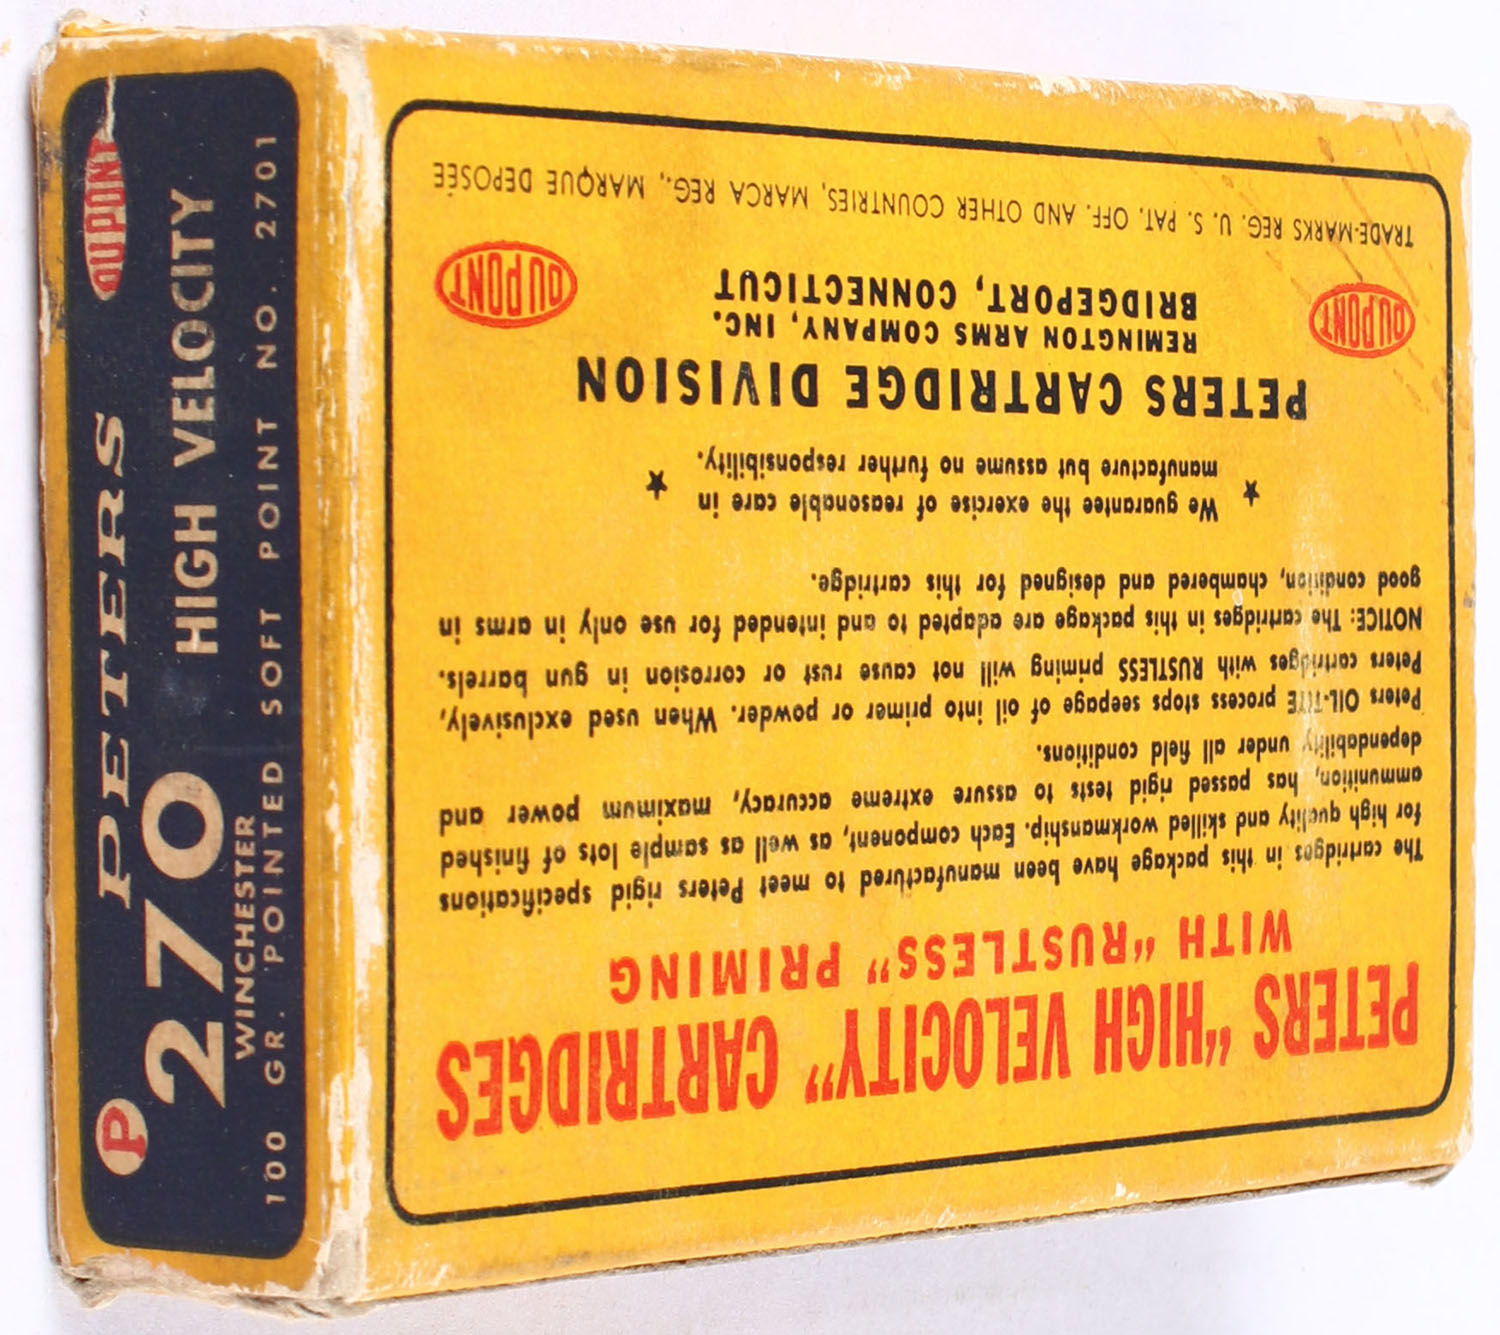 P PETERS DU PONT
270 HIGH VELOCITY
WINCHESTER
100 GR. POINTED SOFT POINT NO. 2701
PETERS "HIGH VELOCITY" CARTRIDGES
WITH "RUSTLESS" PRIMING
The cartridges in this package have been manufactured to meet Peters rigid specifications
for high quality and skilled workmanship. Each component, as well as sample lots of finished
ammunition, has passed rigid tests to assure extreme accuracy, maximum power and
dependability under all field conditions.
Peters OIL-TITE process stops seepage of oil into primer or powder. When used exclusively,
Peters cartridges with RUSTLESS priming will not cause rust or corrosion in gun barrels.
NOTICE: The cartridges in this package are adapted to and intended for use only in arms in
good condition, chambered and designed for this cartridge.
We guarantee the exercise of reasonable care in
manufacture but assume no further responsibility.
PETERS CARTRIDGE DIVISION
REMINGTON ARMS COMPANY, INC.
BRIDGEPORT, CONNECTICUT
DU PONT DU PONT
TRADE-MARKS REG. U. S. PAT. OFF. AND OTHER COUNTRIES, MARCA REG., MARQUE DEPOSÉE